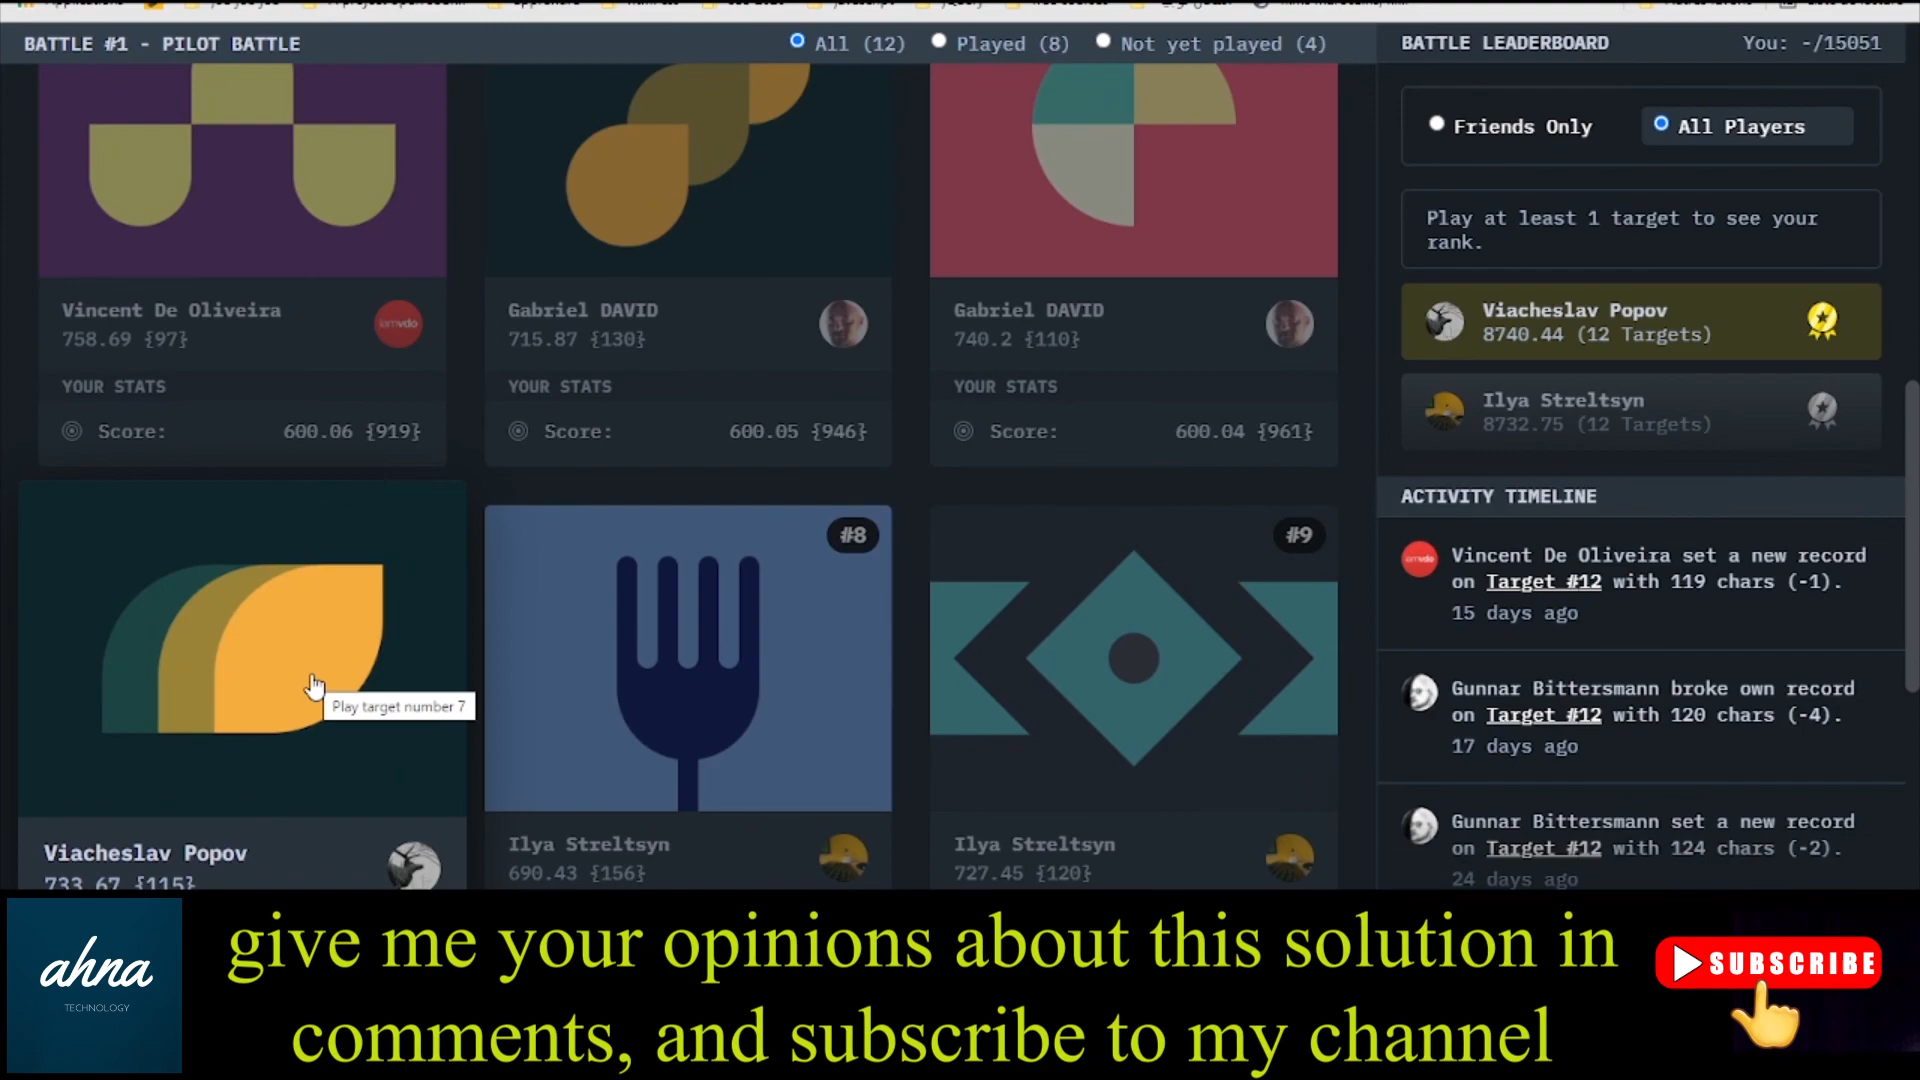 BATTLE #1 - PILOT BATTLE
All (12)
Played (8)
Not yet played (4)
BATTLE LEADERBOARD
You: -/15051
Friends Only
All Players
Play at least 1 target to see your
rank.
Vincent De Oliveira
758.69 {97}
YOUR STATS
Score: 600.06 {919}
Gabriel DAVID
715.87 {130}
YOUR STATS
Score: 600.05 {946}
Gabriel DAVID
740.2 {110}
YOUR STATS
Score: 600.04 {961}
Viacheslav Popov
8740.44 (12 Targets)
Ilya Streltsyn
8732.75 (12 Targets)
Play target number 7
Viacheslav Popov
733.67 {115}
#8
Ilya Streltsyn
690.43 {156}
#9
Ilya Streltsyn
727.45 {120}
ACTIVITY TIMELINE
Vincent De Oliveira set a new record
on Target #12 with 119 chars (-1).
15 days ago
Gunnar Bittersmann broke own record
on Target #12 with 120 chars (-4).
17 days ago
Gunnar Bittersmann set a new record
on Target #12 with 124 chars (-2).
24 days ago
ahna
TECHNOLOGY
give me your opinions about this solution in
comments, and subscribe to my channel
SUBSCRIBE